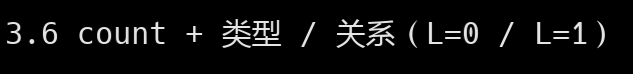 3.6 count + 类型 / 关系（L=0 / L=1）